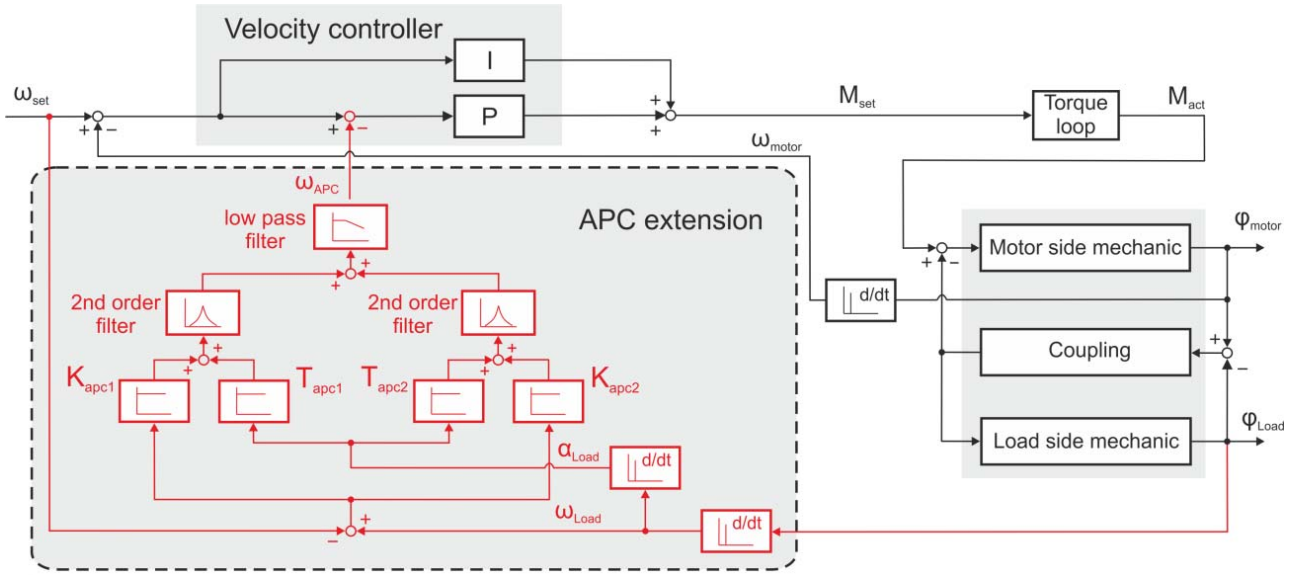 Velocity controller
I
ω_set
P
M_set
Torque
loop
M_act
+
−
+
−
+
+
ω_motor
ω_APC
APC extension
low pass
filter
φ_motor
Motor side mechanic
+
−
+
+
d/dt
2nd order
filter
2nd order
filter
Coupling
+
−
+
+
+
+
K_apc1
T_apc1
T_apc2
K_apc2
Load side mechanic
φ_Load
α_Load
d/dt
ω_Load
d/dt
+
−
+